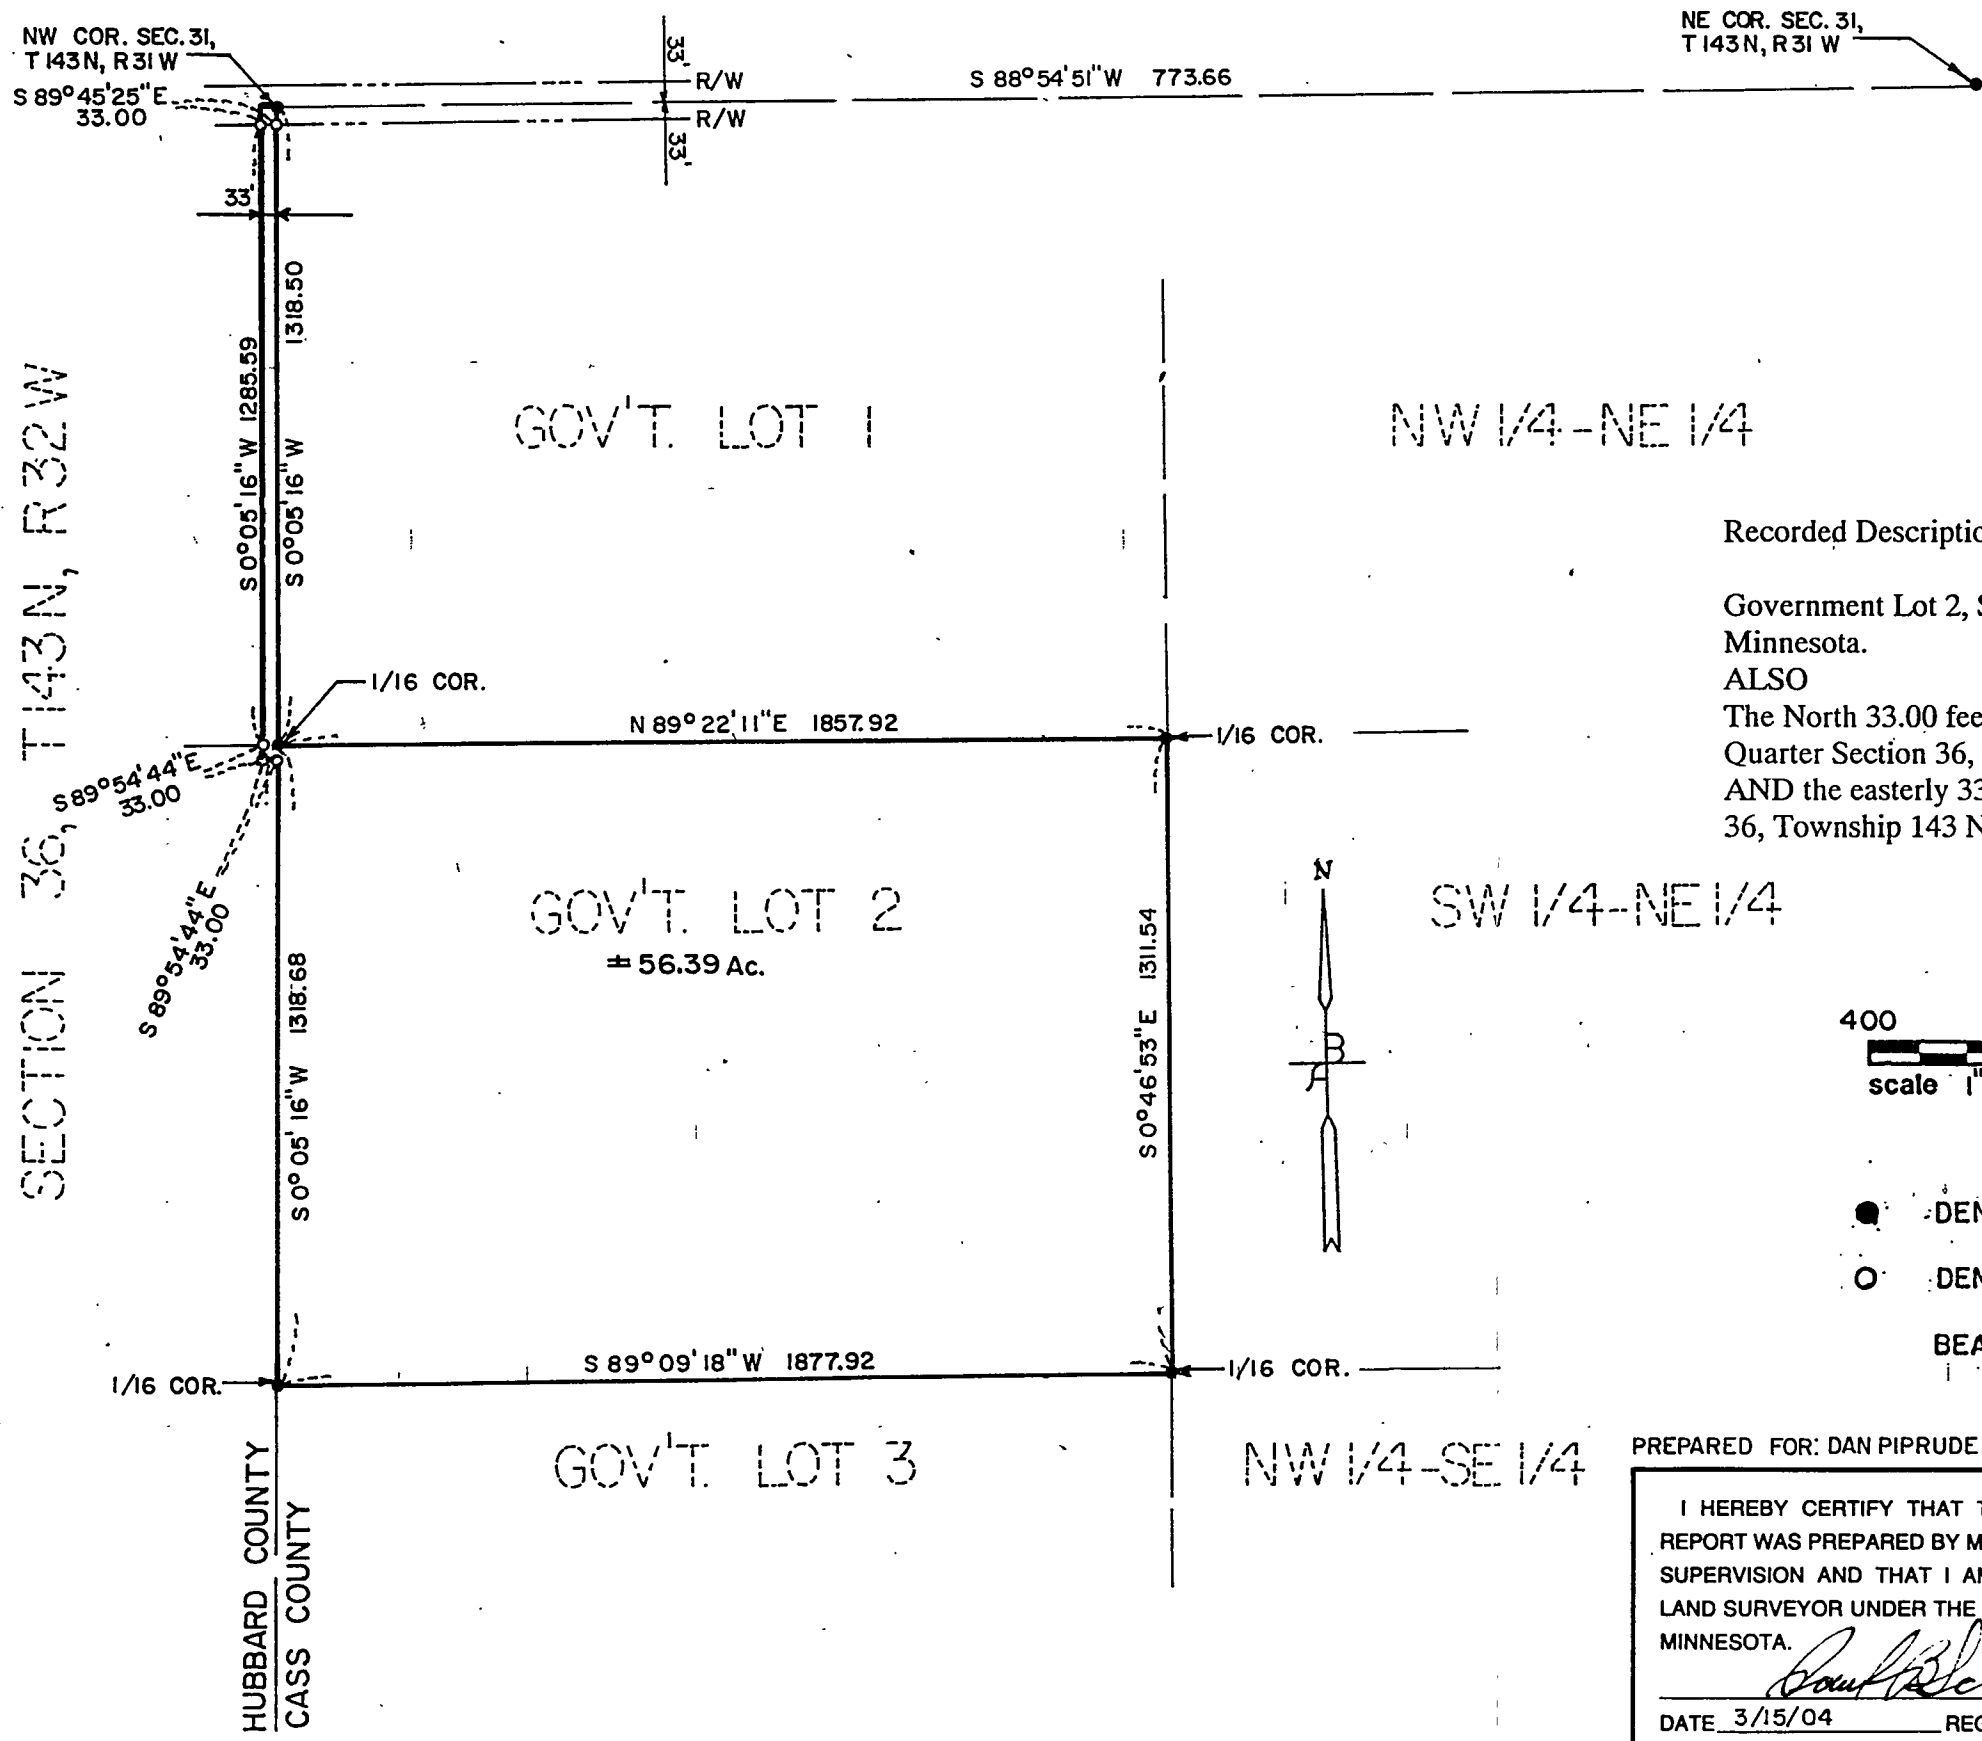 NW COR. SEC. 31,
T 143 N, R 31 W
S 89°45'25"E
33.00
33'
R/W
R/W
33'
S 88°54'51"W 773.66
NE COR. SEC. 31,
T 143 N, R 31 W
33'
S 0°05'16"W 1285.59
S 0°05'16"W 1318.50
GOV'T. LOT 1
NW 1/4-NE 1/4
SECTION 36, T 143 N, R 32 W
Recorded Descriptio
Government Lot 2, S
Minnesota.
ALSO
The North 33.00 fee
Quarter Section 36,
AND the easterly 33
36, Township 143 N
1/16 COR.
N 89°22'11"E 1857.92
1/16 COR.
S 89°54'44"E
33.00
S 89°54'44"E
33.00
GOV'T. LOT 2
± 56.39 Ac.
S 0°05'16"W 1318.68
S 0°46'53"E 1311.54
N
B
A
SW 1/4-NE 1/4
400
scale 1"
DEN
DEN
BEA
S 89°09'18"W 1877.92
1/16 COR.
1/16 COR.
HUBBARD COUNTY
CASS COUNTY
GOV'T. LOT 3
NW 1/4-SE 1/4
PREPARED FOR: DAN PIPRUDE
I HEREBY CERTIFY THAT T
REPORT WAS PREPARED BY M
SUPERVISION AND THAT I AM
LAND SURVEYOR UNDER THE
MINNESOTA.
DATE 3/15/04 REG